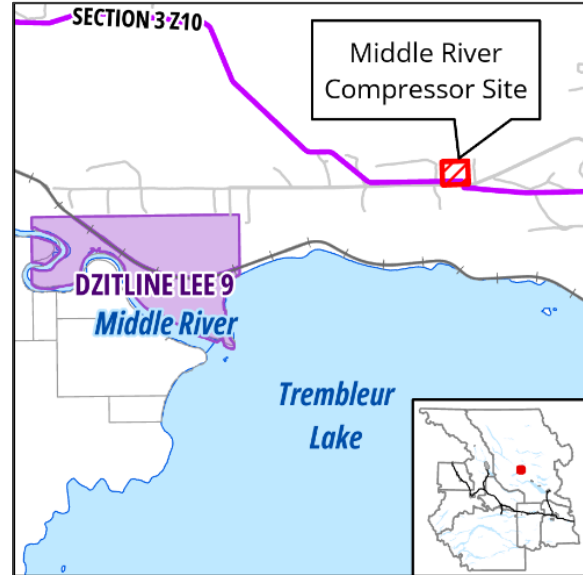 SECTION 3 Z10
Middle River
Compressor Site
DZITLINE LEE 9
Middle River
Trembleur
Lake